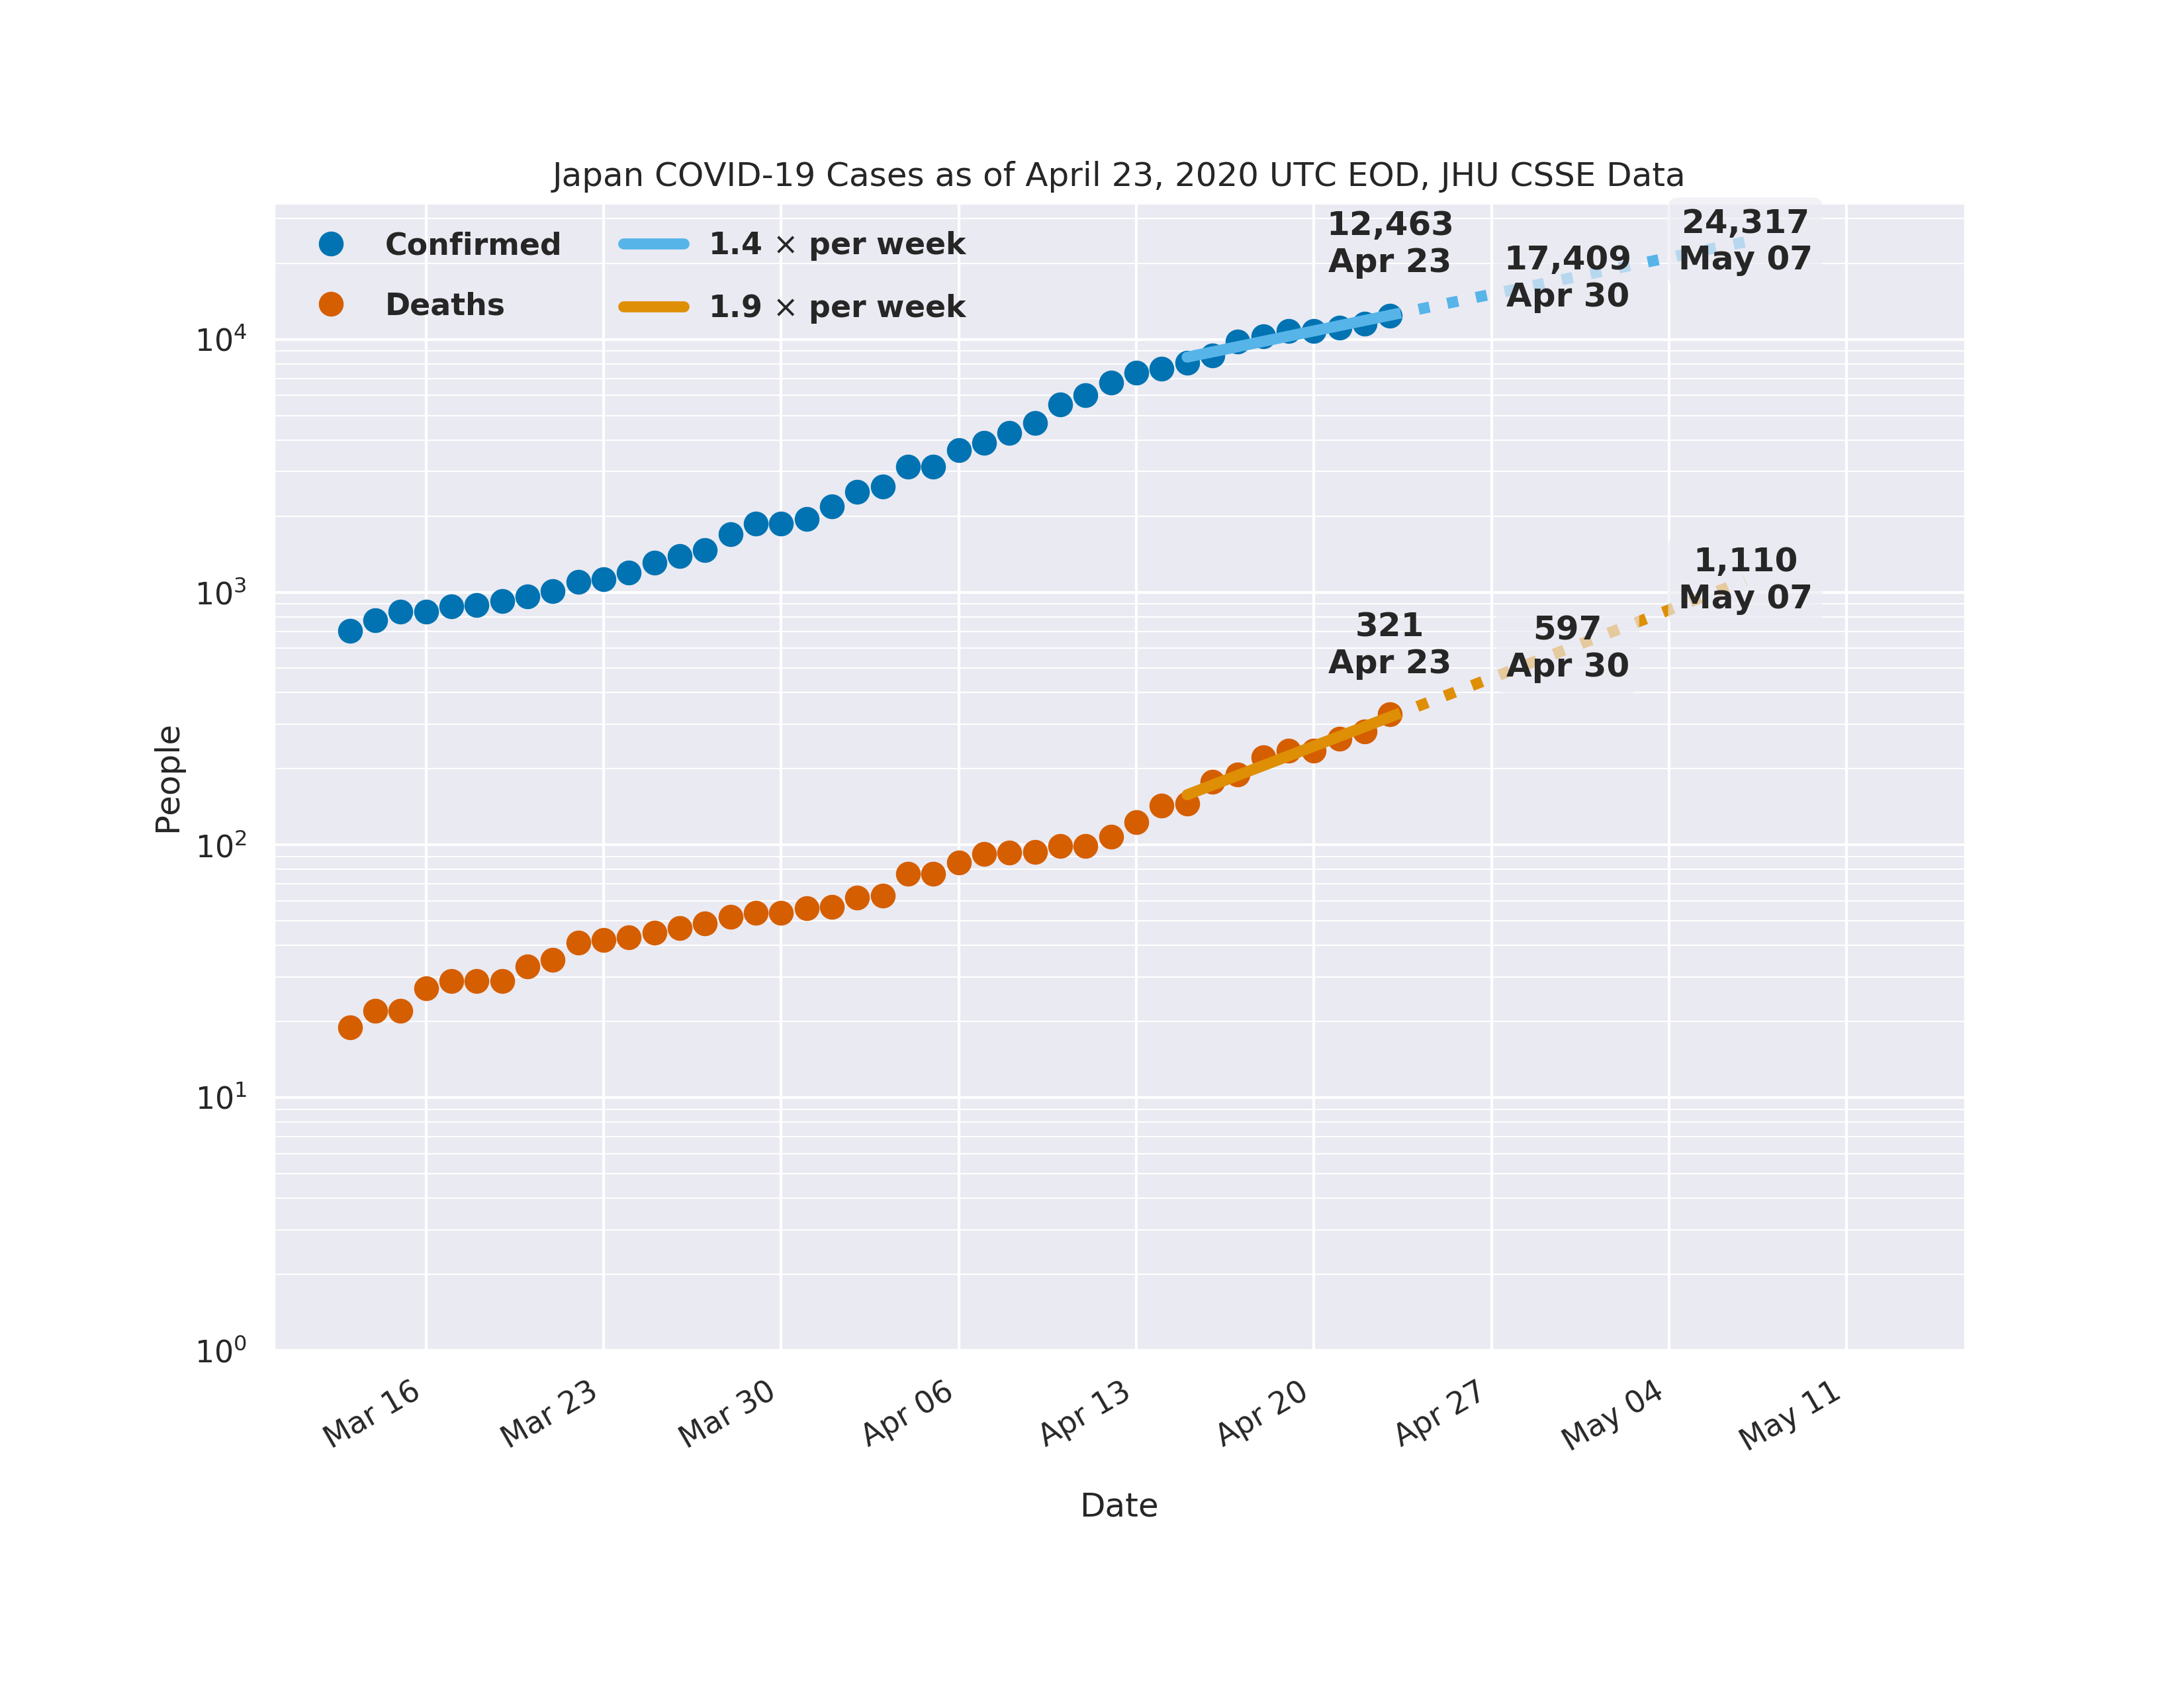 Japan COVID-19 Cases as of April 23, 2020 UTC EOD, JHU CSSE Data
Confirmed
Deaths
1.4 × per week
1.9 × per week
12,463
Apr 23
17,409
Apr 30
24,317
May 07
321
Apr 23
597
Apr 30
1,110
May 07
People
10⁴
10³
10²
10¹
10⁰
Mar 16
Mar 23
Mar 30
Apr 06
Apr 13
Apr 20
Apr 27
May 04
May 11
Date